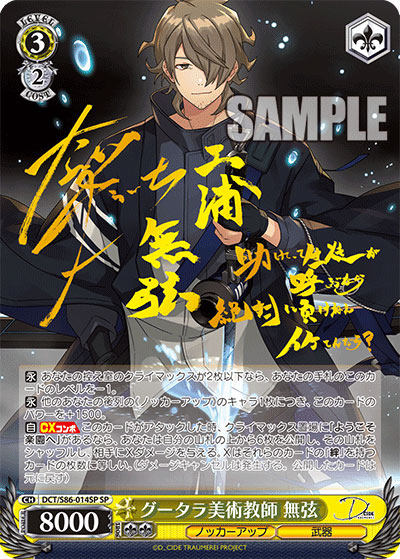 LEVEL
3
2
COST
SAMPLE
三浦
無弦
助けてって生徒が
絶対に
永 あなたの控え室のクライマックスが2枚以下なら、あなたの手札のこのカ
ードのレベルを-1。
永 他のあなたの後列の《ノッカーアップ》のキャラ1枚につき、このカードの
パワーを+1500。
自 CXコンボ このカードがアタックした時、クライマックス置場に「ようこそ
楽園へ」があるなら、あなたは自分の山札の上から6枚を公開し、その山札を
シャッフルし、相手にXダメージを与える。Xはそれらのカードの『絆』を持つカ
ードの枚数に等しい。(ダメージキャンセルは発生する。公開したカードは
元に戻す)
CH DCT/S86-014SP SP
グータラ美術教師 無弦
8000
ノッカーアップ
武器
D_CIDE
©D_CIDE TRAUMEREI PROJECT